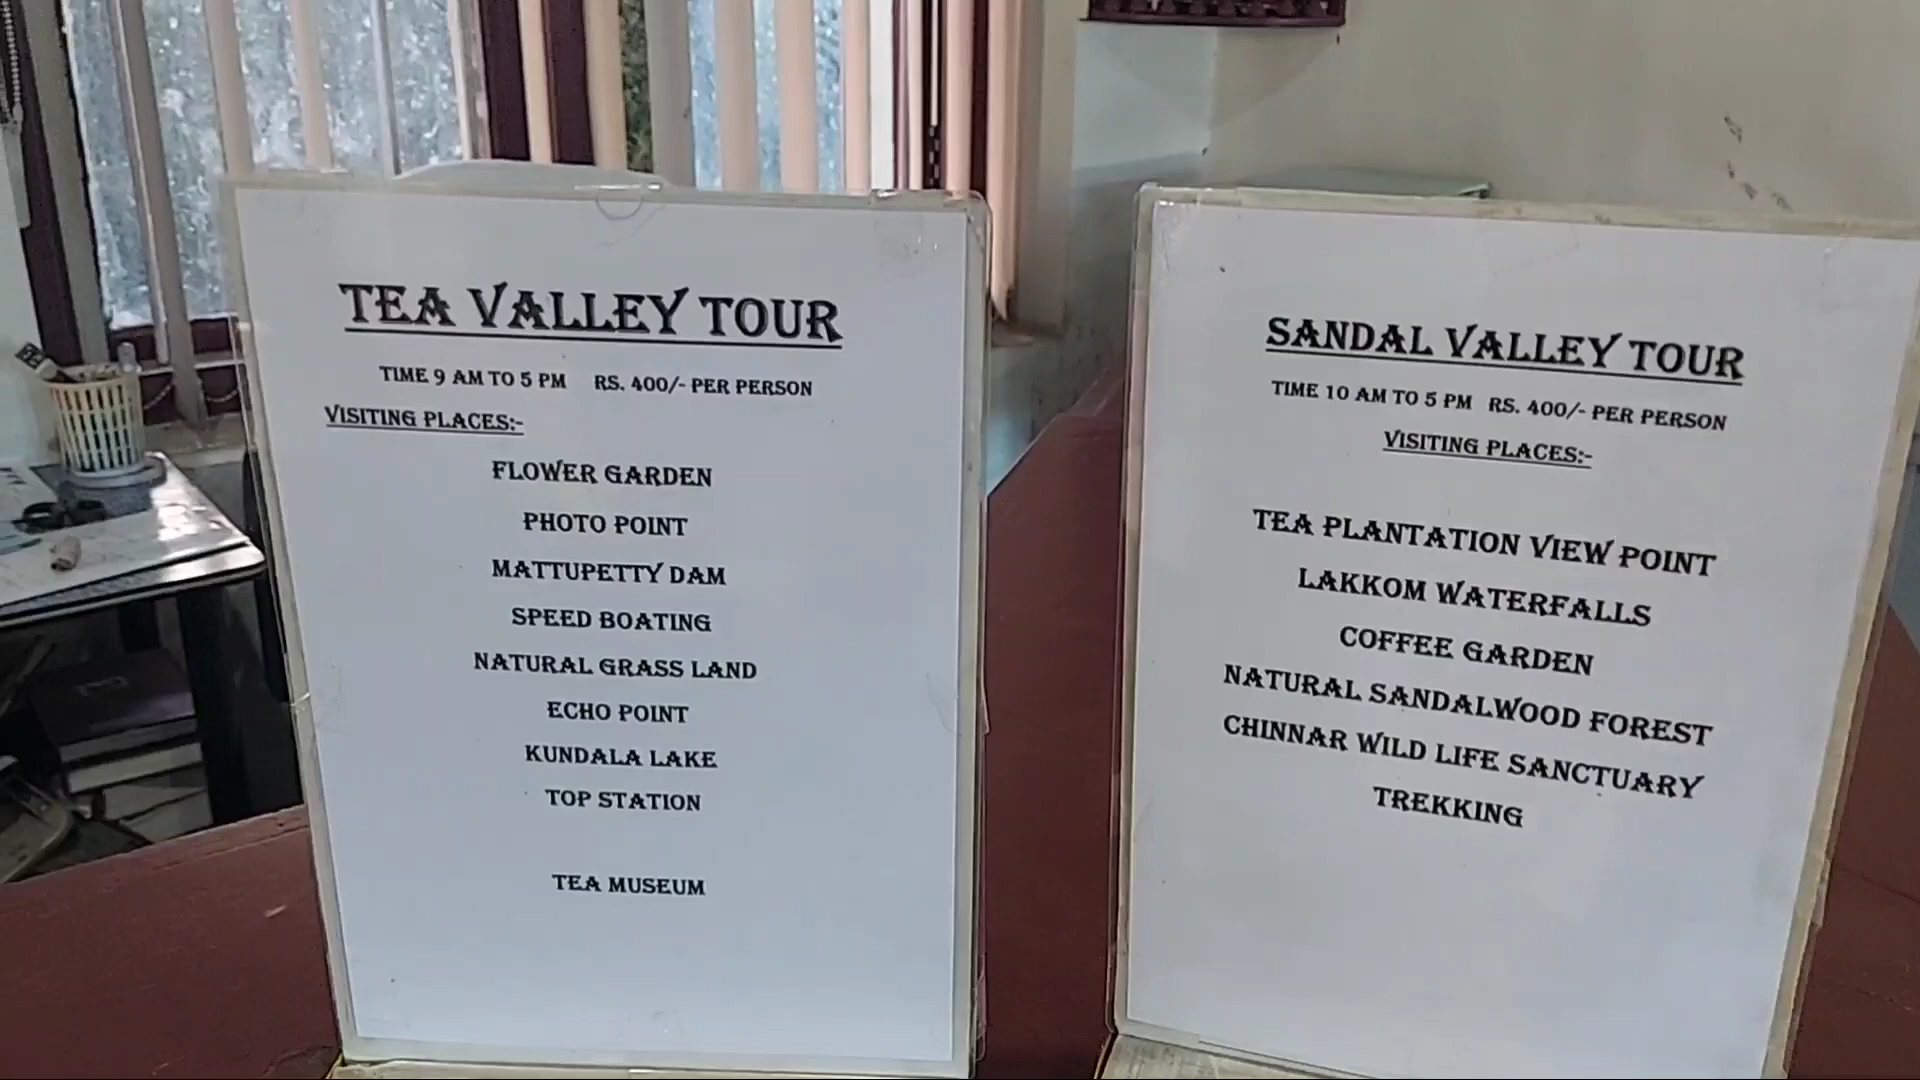 TEA VALLEY TOUR
TIME 9 AM TO 5 PM RS. 400/- PER PERSON
VISITING PLACES:-
FLOWER GARDEN
PHOTO POINT
MATTUPETTY DAM
SPEED BOATING
NATURAL GRASS LAND
ECHO POINT
KUNDALA LAKE
TOP STATION
TEA MUSEUM
SANDAL VALLEY TOUR
TIME 10 AM TO 5 PM RS. 400/- PER PERSON
VISITING PLACES:-
TEA PLANTATION VIEW POINT
LAKKOM WATERFALLS
COFFEE GARDEN
NATURAL SANDALWOOD FOREST
CHINNAR WILD LIFE SANCTUARY
TREKKING